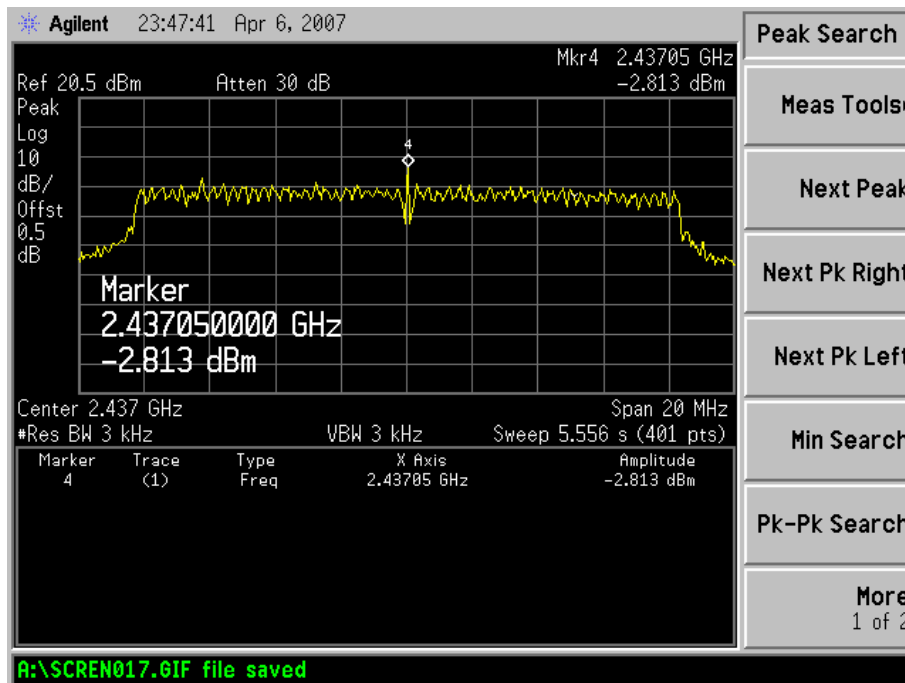 Agilent 23:47:41 Apr 6, 2007
Mkr4 2.43705 GHz
Ref 20.5 dBm Atten 30 dB -2.813 dBm
Peak
Log
10
dB/
Offst
0.5
dB
4
Marker
2.437050000 GHz
-2.813 dBm
Center 2.437 GHz Span 20 MHz
#Res BW 3 kHz VBW 3 kHz Sweep 5.556 s (401 pts)
Marker Trace Type X Axis Amplitude
4 (1) Freq 2.43705 GHz -2.813 dBm
A:\SCREN017.GIF file saved
Peak Search
Meas Tools
Next Peak
Next Pk Right
Next Pk Left
Min Search
Pk-Pk Search
More
1 of 2